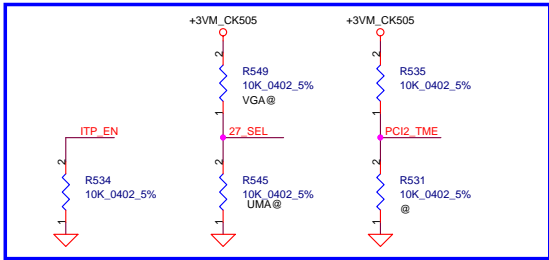 +3VM_CK505
+3VM_CK505
2
R549
10K_0402_5%
VGA@
1
2
R535
10K_0402_5%
1
ITP_EN
27_SEL
PCI2_TME
2
R534
10K_0402_5%
1
2
R545
10K_0402_5%
UMA@
1
2
R531
10K_0402_5%
@
1